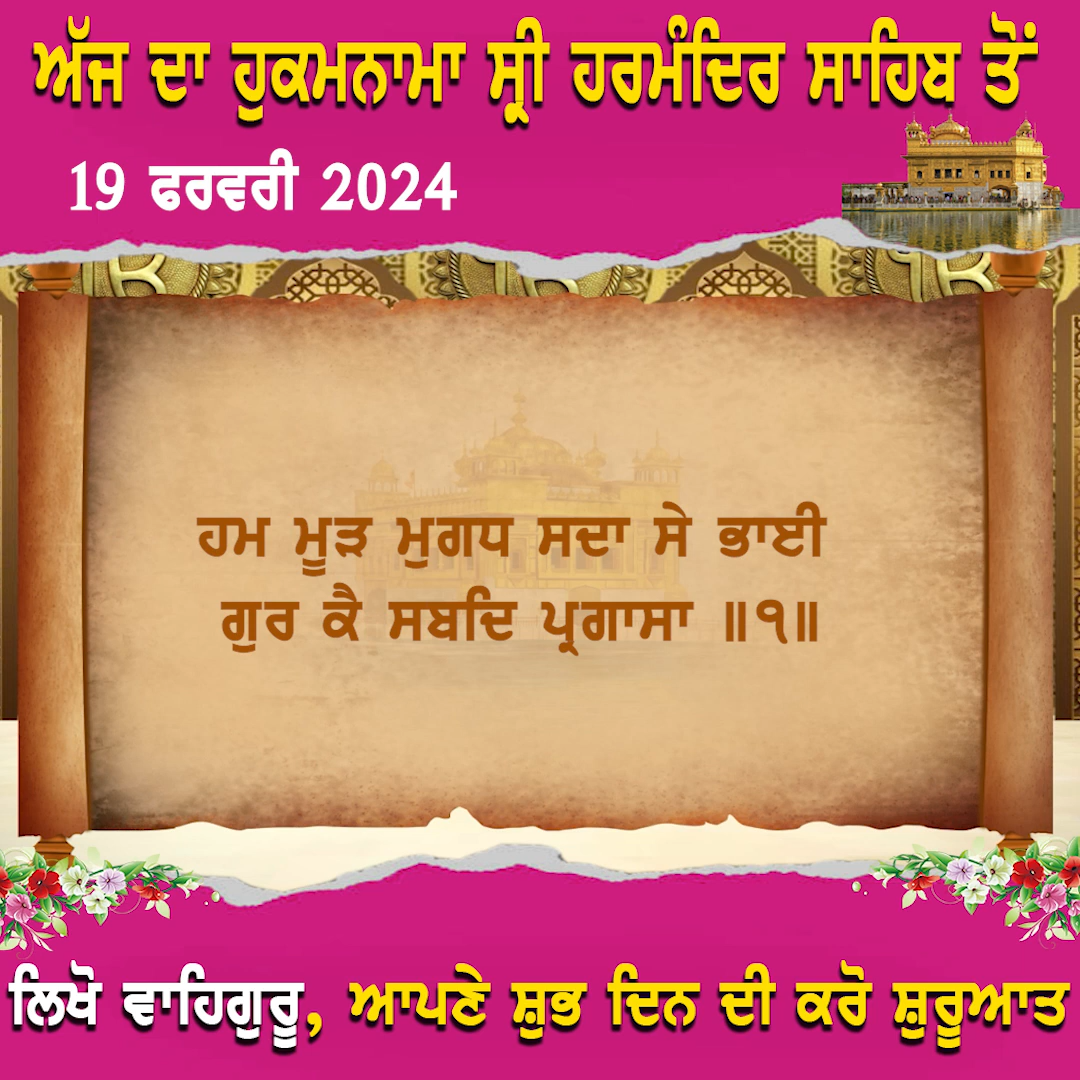 ਅੱਜ ਦਾ ਹੁਕਮਨਾਮਾ ਸ੍ਰੀ ਹਰਮੰਦਿਰ ਸਾਹਿਬ ਤੋਂ
19 ਫਰਵਰੀ 2024
ਹਮ ਮੂੜ ਮੁਗਧ ਸਦਾ ਸੇ ਭਾਈ
ਗੁਰ ਕੈ ਸਬਦਿ ਪ੍ਰਗਾਸਾ ॥੧॥
ਲਿਖੋ ਵਾਹਿਗੁਰੂ, ਆਪਣੇ ਸ਼ੁਭ ਦਿਨ ਦੀ ਕਰੋ ਸ਼ੁਰੂਆਤ